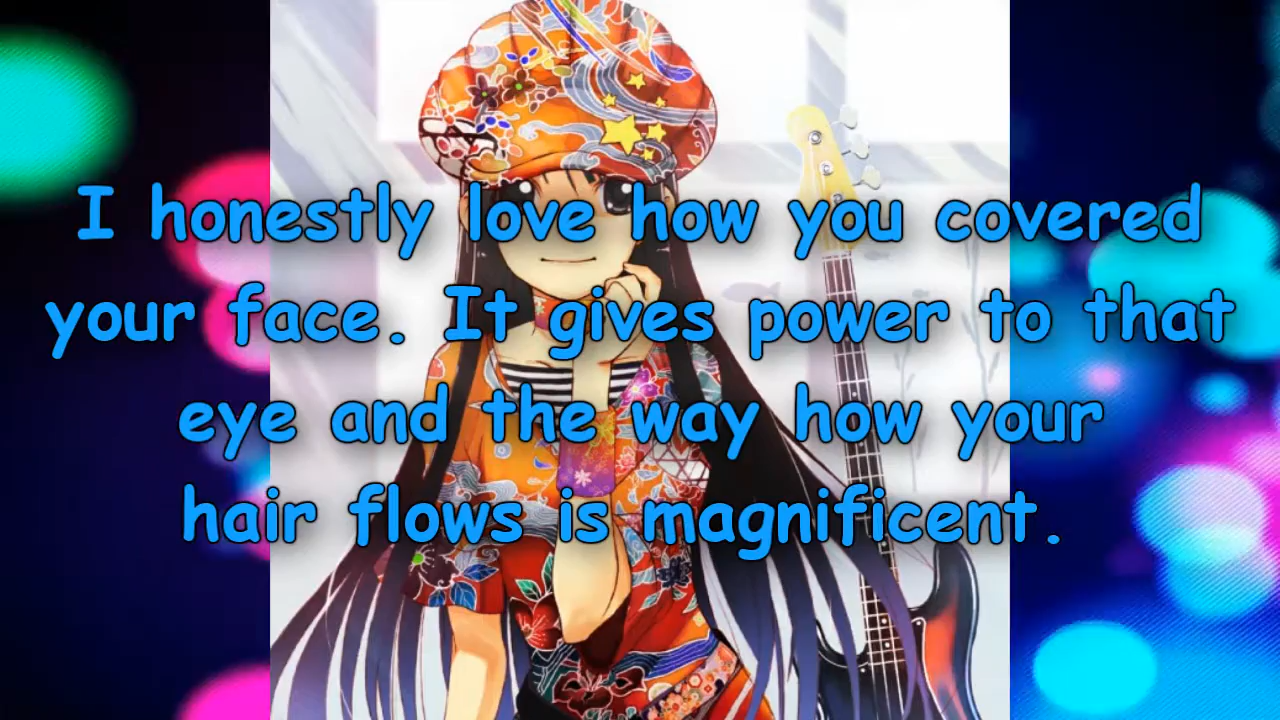 I honestly love how you covered
your face. It gives power to that
eye and the way how your
hair flows is magnificent.